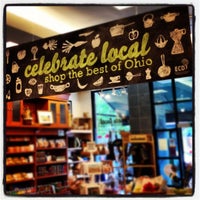 celebrate local
shop the best of Ohio